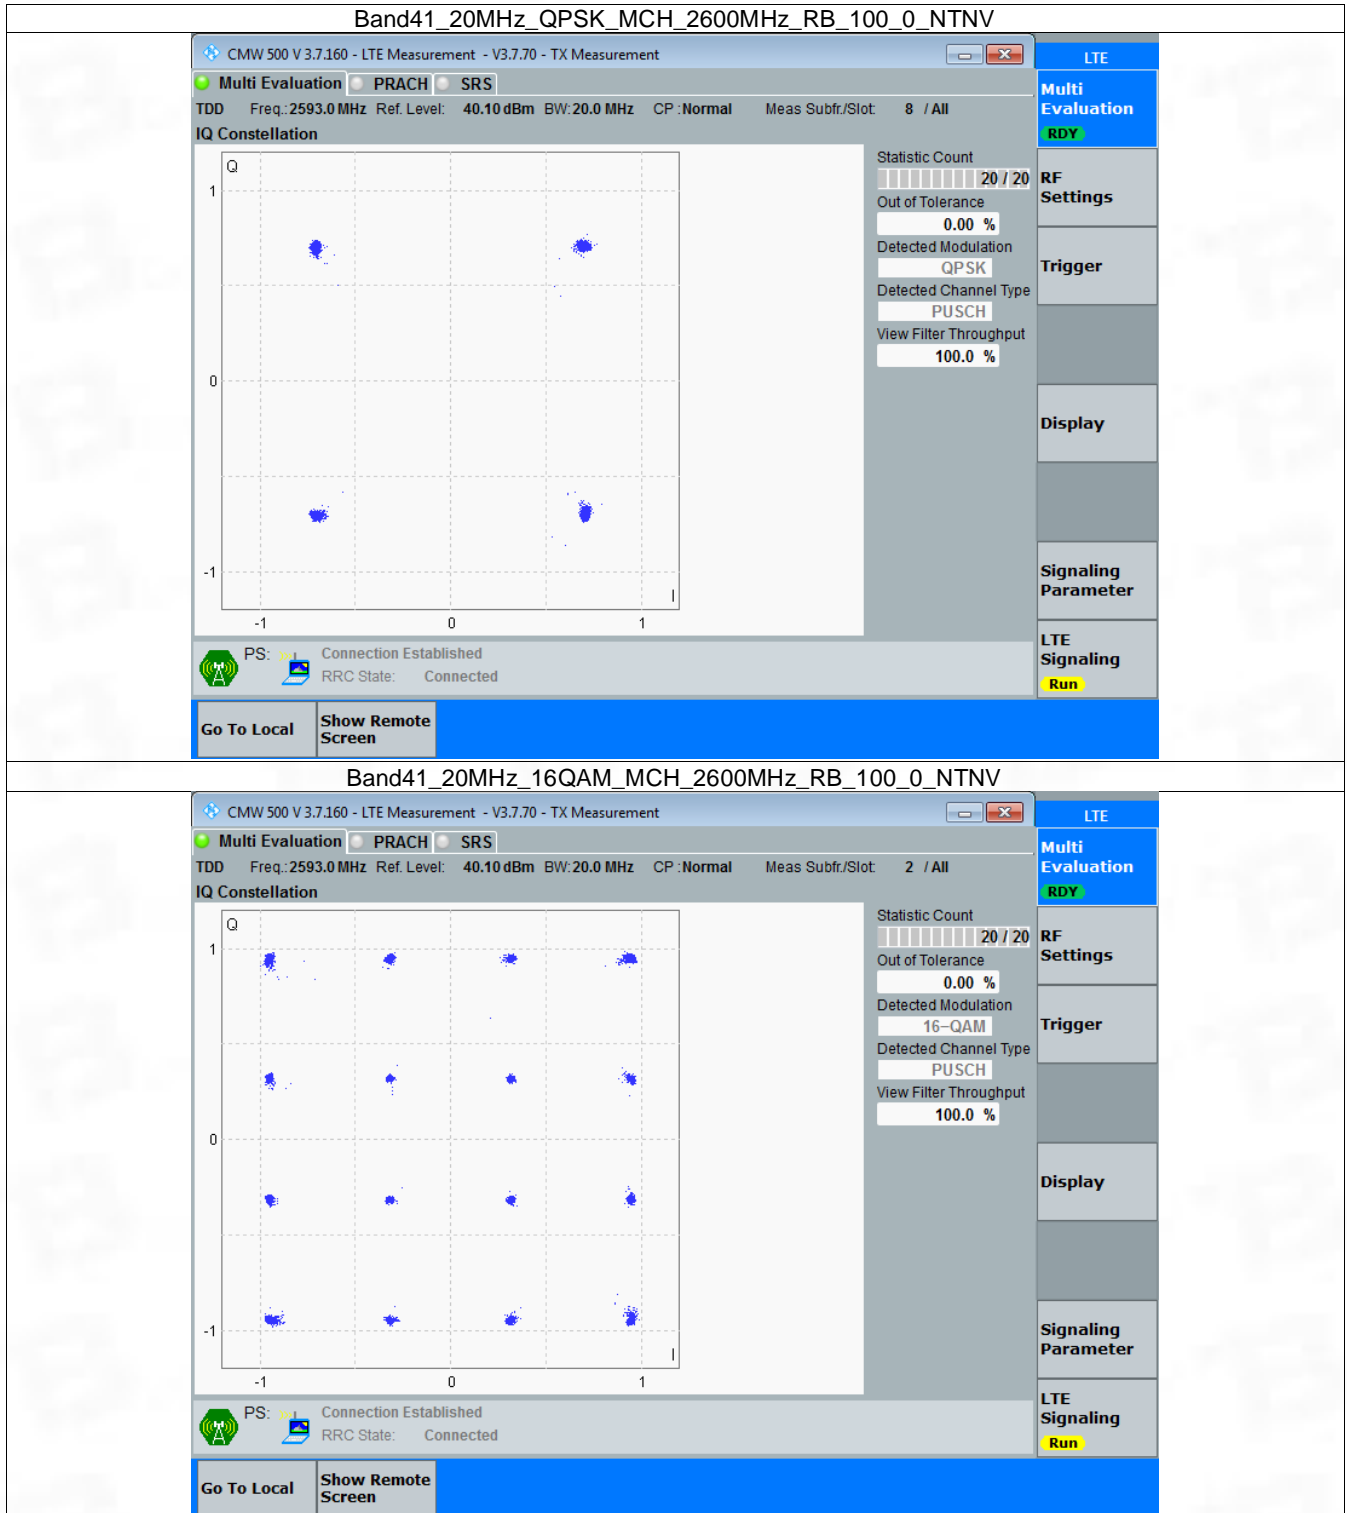 Band41_20MHz_QPSK_MCH_2600MHz_RB_100_0_NTNV
CMW 500 V 3.7.160 - LTE Measurement - V3.7.70 - TX Measurement
LTE
Multi Evaluation PRACH SRS
TDD Freq.:2593.0 MHz Ref. Level: 40.10 dBm BW:20.0 MHz CP :Normal Meas Subfr./Slot: 8 / All
IQ Constellation
Q
1
0
-1
I
-1 0 1
Statistic Count
20 / 20
Out of Tolerance
0.00 %
Detected Modulation
QPSK
Detected Channel Type
PUSCH
View Filter Throughput
100.0 %
Multi
Evaluation
RDY
RF
Settings
Trigger
Display
Signaling
Parameter
LTE
Signaling
Run
PS: Connection Established
RRC State: Connected
Go To Local
Show Remote
Screen
Band41_20MHz_16QAM_MCH_2600MHz_RB_100_0_NTNV
CMW 500 V 3.7.160 - LTE Measurement - V3.7.70 - TX Measurement
LTE
Multi Evaluation PRACH SRS
TDD Freq.:2593.0 MHz Ref. Level: 40.10 dBm BW:20.0 MHz CP :Normal Meas Subfr./Slot: 2 / All
IQ Constellation
Q
1
0
-1
I
-1 0 1
Statistic Count
20 / 20
Out of Tolerance
0.00 %
Detected Modulation
16-QAM
Detected Channel Type
PUSCH
View Filter Throughput
100.0 %
Multi
Evaluation
RDY
RF
Settings
Trigger
Display
Signaling
Parameter
LTE
Signaling
Run
PS: Connection Established
RRC State: Connected
Go To Local
Show Remote
Screen